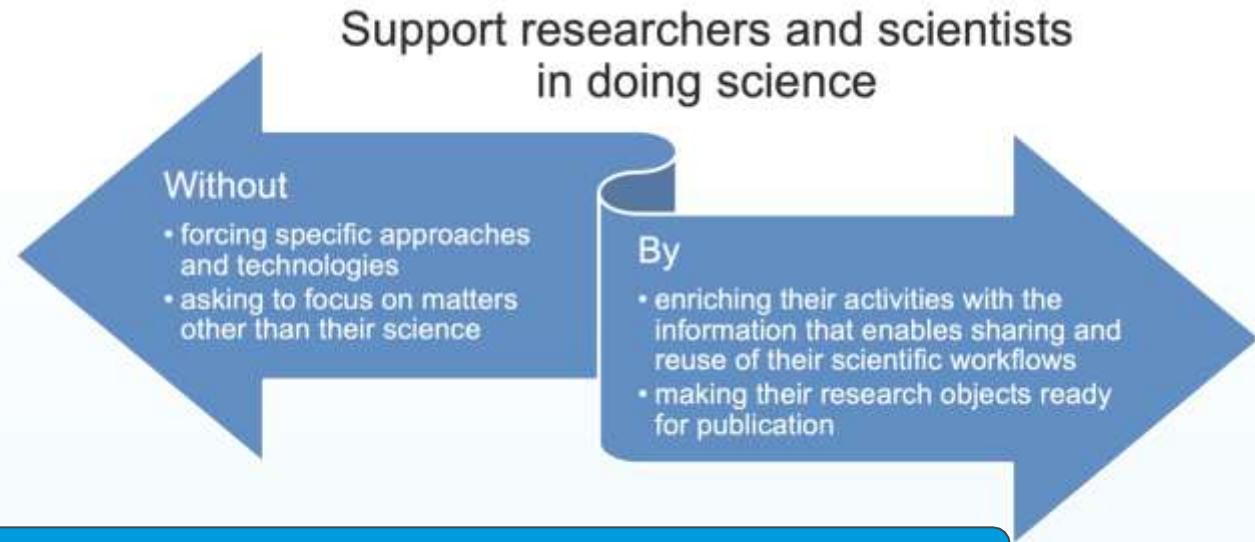 Support researchers and scientists
in doing science
Without
• forcing specific approaches
and technologies
• asking to focus on matters
other than their science
By
• enriching their activities with the
information that enables sharing and
reuse of their scientific workflows
• making their research objects ready
for publication